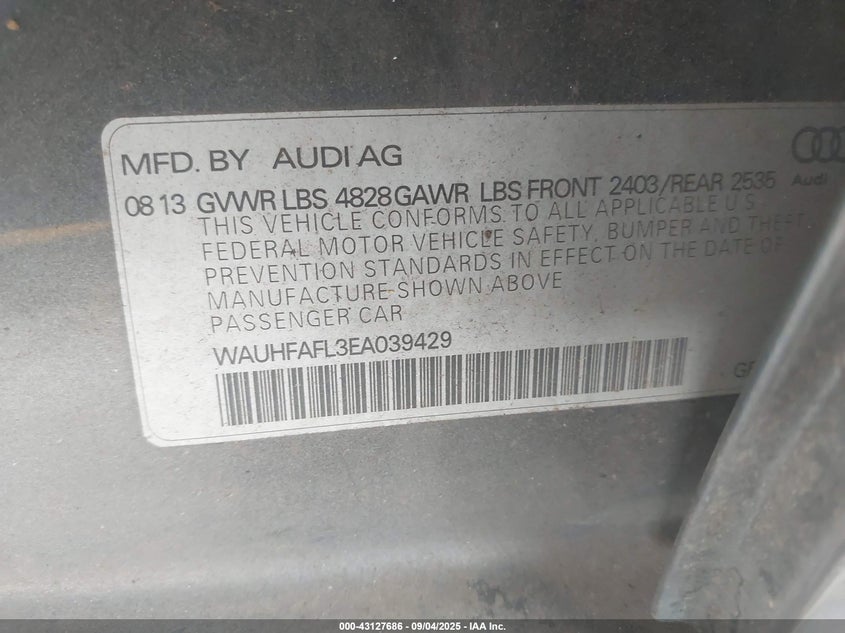 MFD. BY AUDI AG
08 13 GVWR LBS 4828 GAWR LBS FRONT 2403/REAR 2535
Audi
THIS VEHICLE CONFORMS TO ALL APPLICABLE U S
FEDERAL MOTOR VEHICLE SAFETY, BUMPER AND THEFT
PREVENTION STANDARDS IN EFFECT ON THE DATE OF
MANUFACTURE SHOWN ABOVE
PASSENGER CAR
WAUHFAFL3EA039429
000-43127686 - 09/04/2025 - IAA Inc.